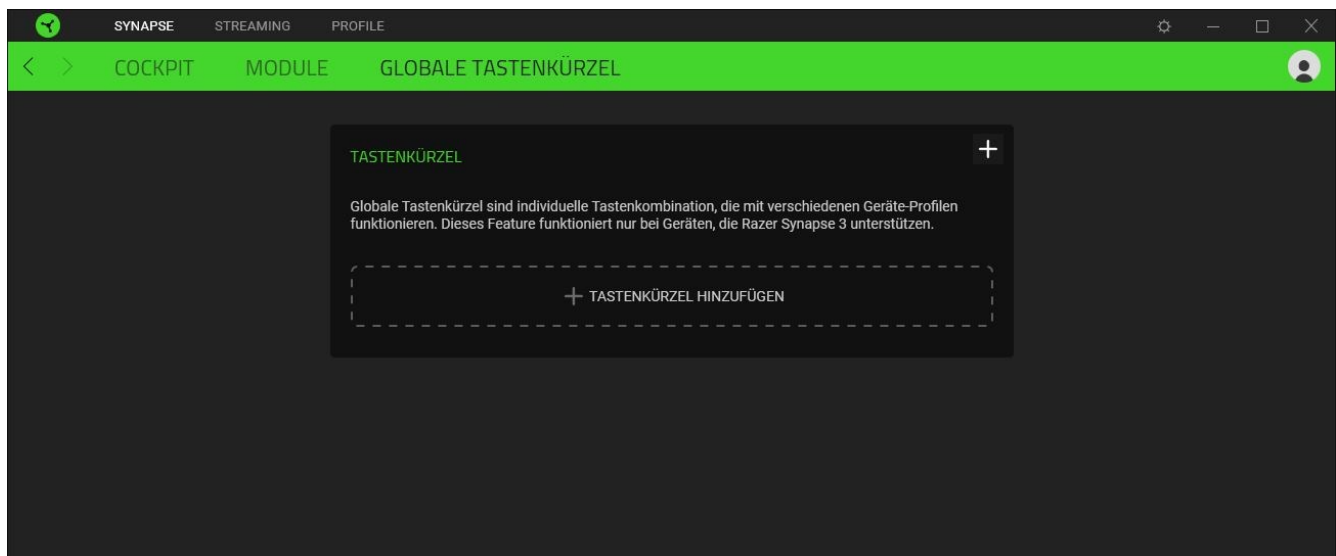 SYNAPSE STREAMING PROFILE
COCKPIT MODULE GLOBALE TASTENKÜRZEL
TASTENKÜRZEL
Globale Tastenkürzel sind individuelle Tastenkombination, die mit verschiedenen Geräte-Profilen
funktionieren. Dieses Feature funktioniert nur bei Geräten, die Razer Synapse 3 unterstützen.
TASTENKÜRZEL HINZUFÜGEN